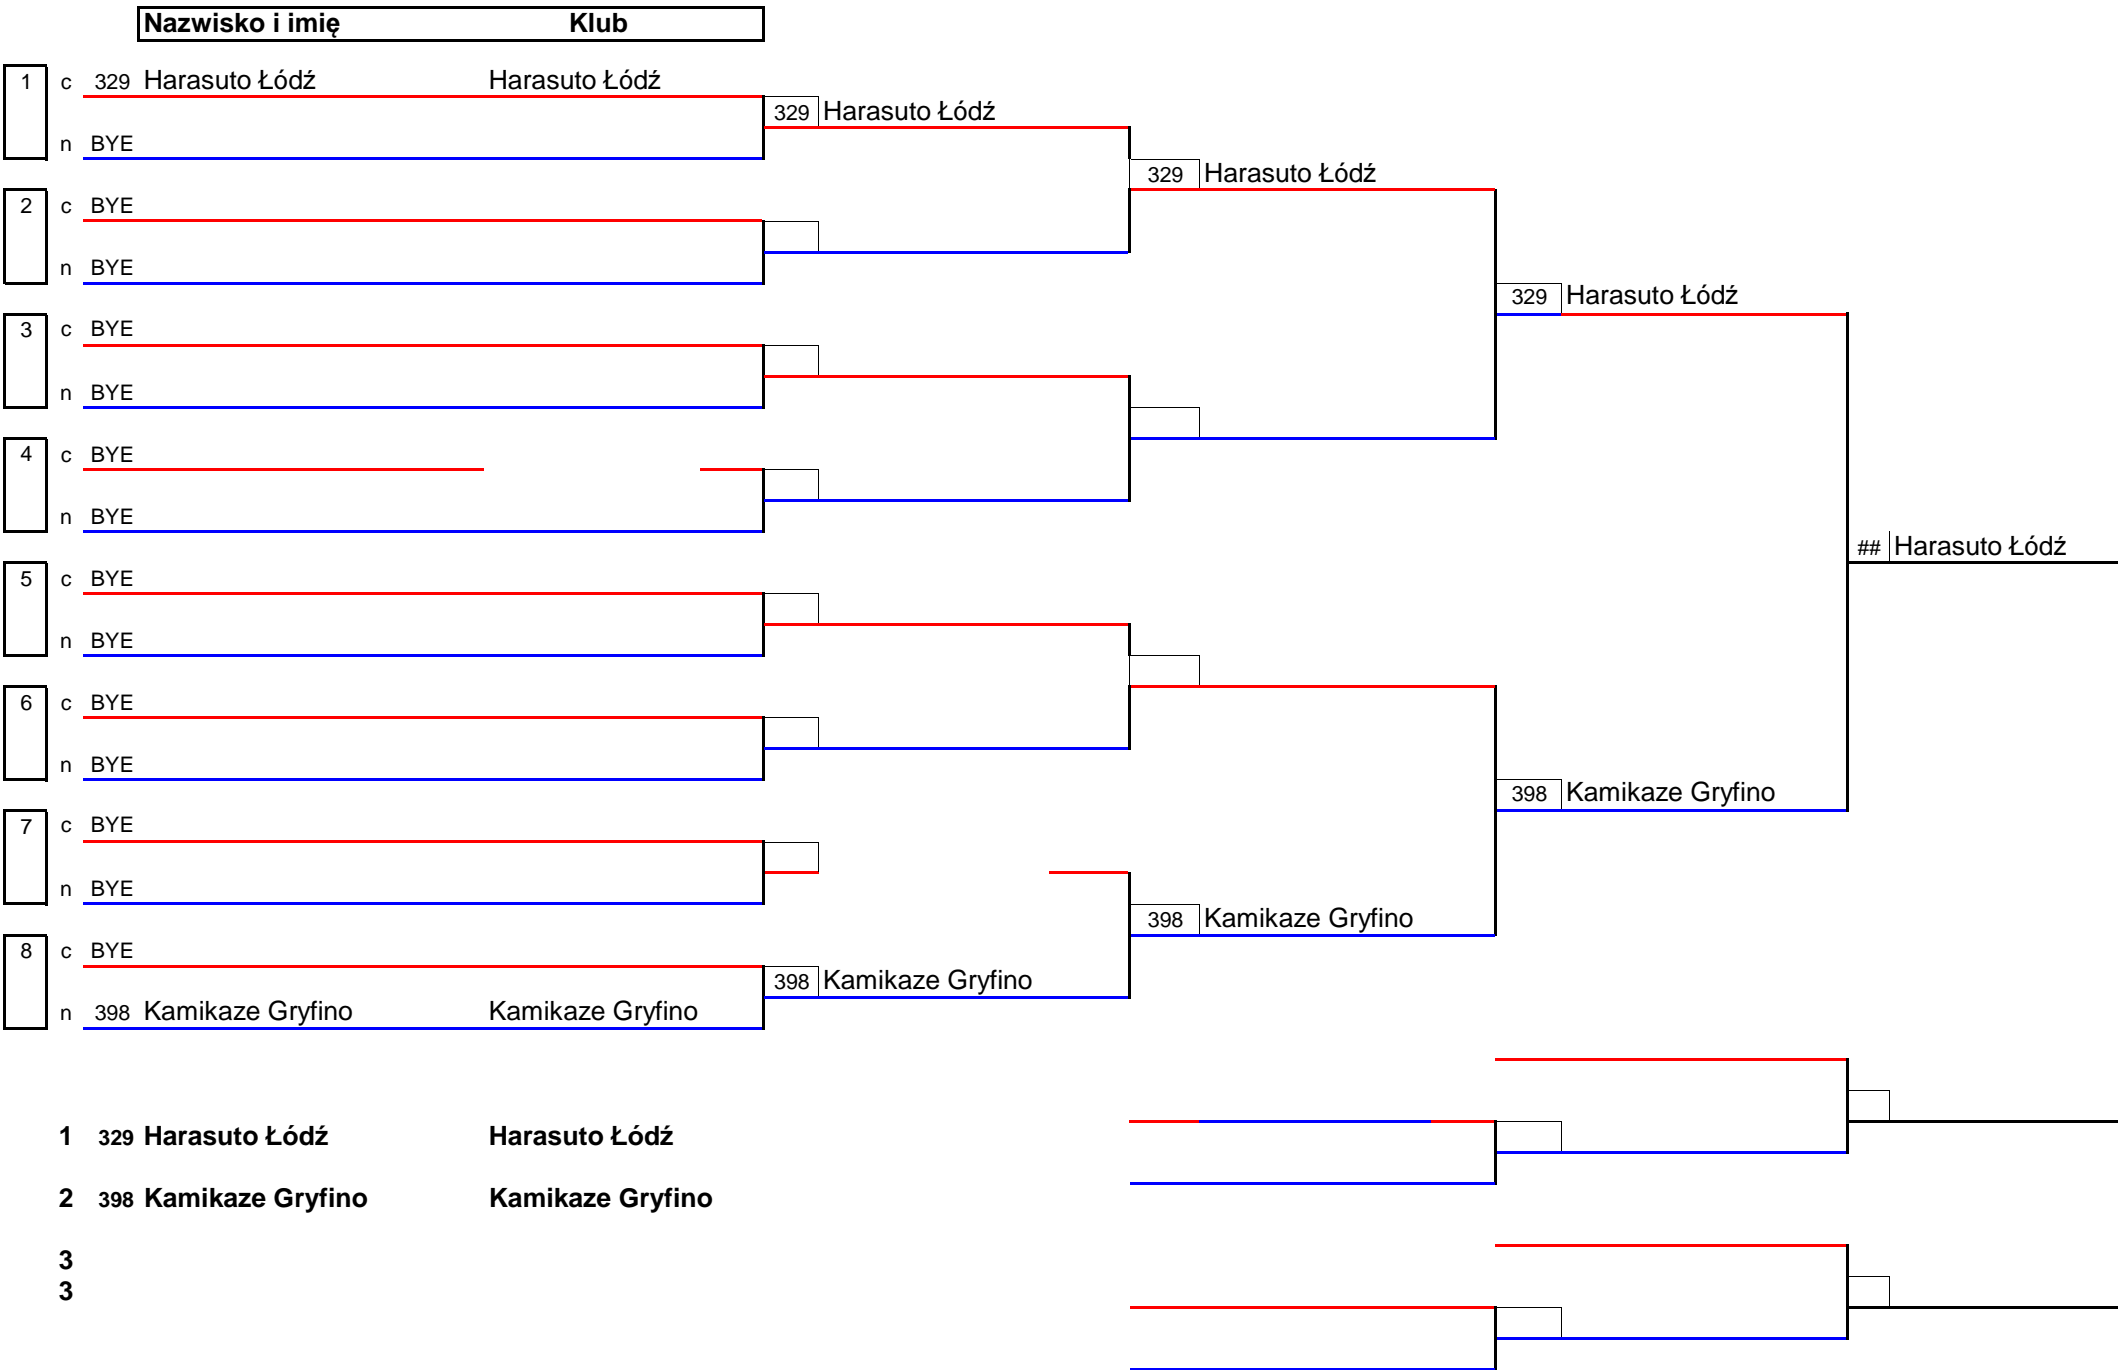 Nazwisko i imię Klub
1 c 329 Harasuto Łódź Harasuto Łódź
329 Harasuto Łódź
n BYE
329 Harasuto Łódź
2 c BYE
n BYE
329 Harasuto Łódź
3 c BYE
n BYE
4 c BYE
n BYE
## Harasuto Łódź
5 c BYE
n BYE
6 c BYE
n BYE
398 Kamikaze Gryfino
7 c BYE
n BYE
398 Kamikaze Gryfino
8 c BYE
398 Kamikaze Gryfino
n 398 Kamikaze Gryfino Kamikaze Gryfino
1 329 Harasuto Łódź Harasuto Łódź
2 398 Kamikaze Gryfino Kamikaze Gryfino
3
3